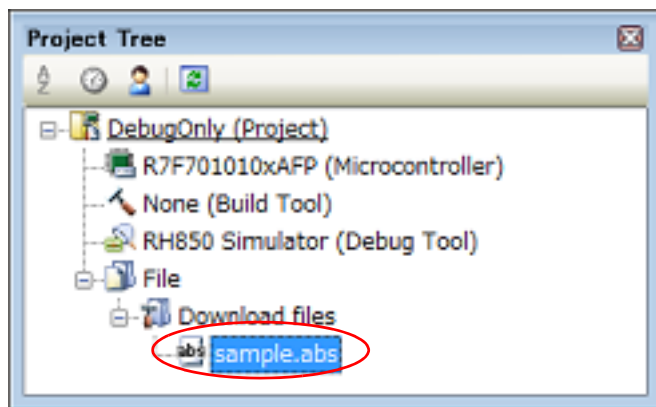 Project Tree
DebugOnly (Project)
R7F701010xAFP (Microcontroller)
None (Build Tool)
RH850 Simulator (Debug Tool)
File
Download files
abs sample.abs